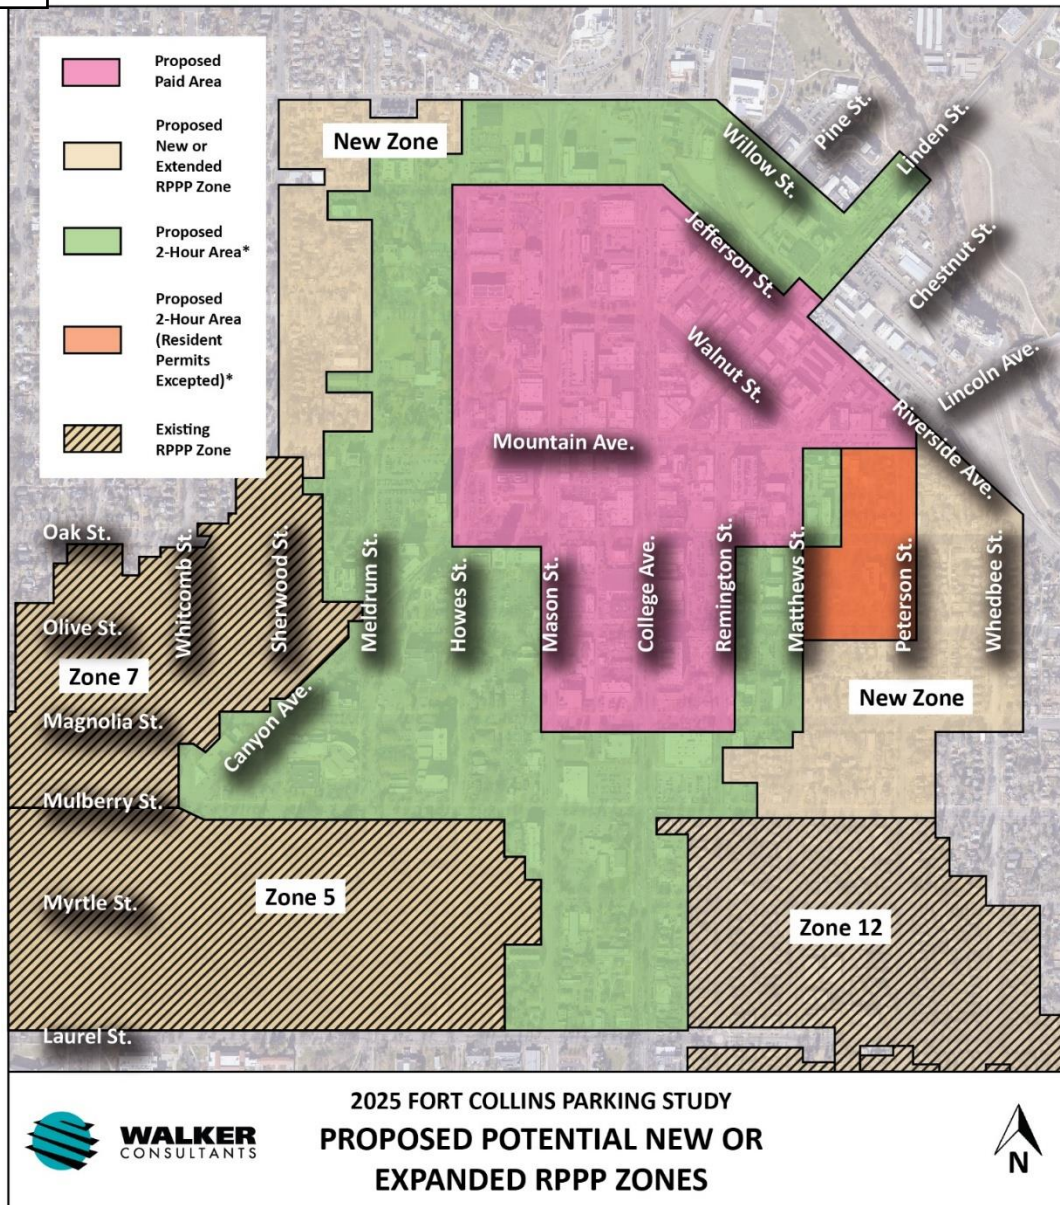 Proposed
Paid Area
Proposed
New or
Extended
RPPP Zone
Proposed
2-Hour Area*
Proposed
2-Hour Area
(Resident
Permits
Excepted)*
Existing
RPPP Zone
New Zone
Willow St.
Pine St.
Linden St.
Jefferson St.
Chestnut St.
Walnut St.
Lincoln Ave.
Mountain Ave.
Riverside Ave.
Oak St.
Whitcomb St.
Sherwood St.
Meldrum St.
Howes St.
Mason St.
College Ave.
Remington St.
Matthews St.
Peterson St.
Whedbee St.
Olive St.
Zone 7
New Zone
Magnolia St.
Canyon Ave.
Mulberry St.
Myrtle St.
Zone 5
Zone 12
Laurel St.
WALKER
CONSULTANTS
2025 FORT COLLINS PARKING STUDY
PROPOSED POTENTIAL NEW OR
EXPANDED RPPP ZONES
N